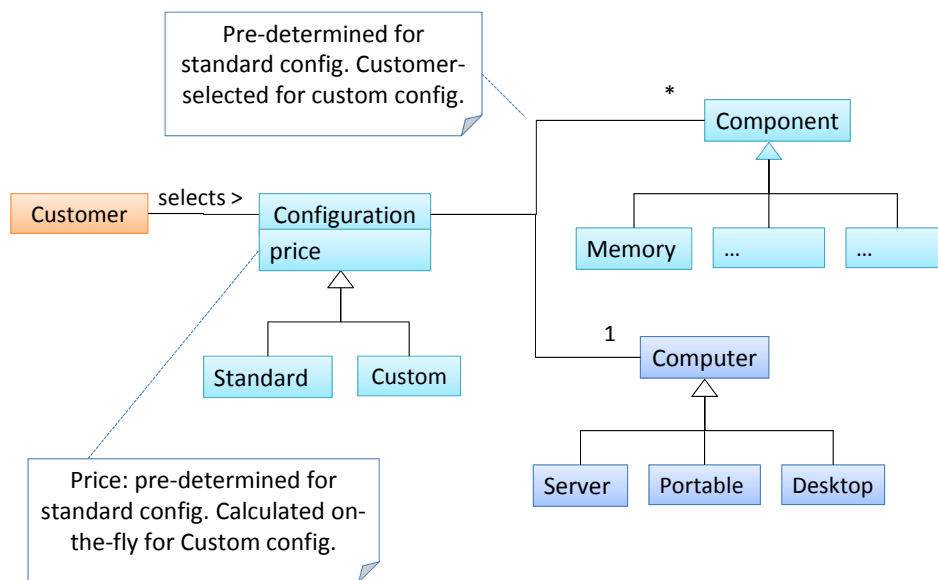 Pre-determined for
standard config. Customer-
selected for custom config.
*
Component
selects >
Customer
Configuration
price
Memory
...
...
1
Computer
Standard
Custom
Server
Portable
Desktop
Price: pre-determined for
standard config. Calculated on-
the-fly for Custom config.